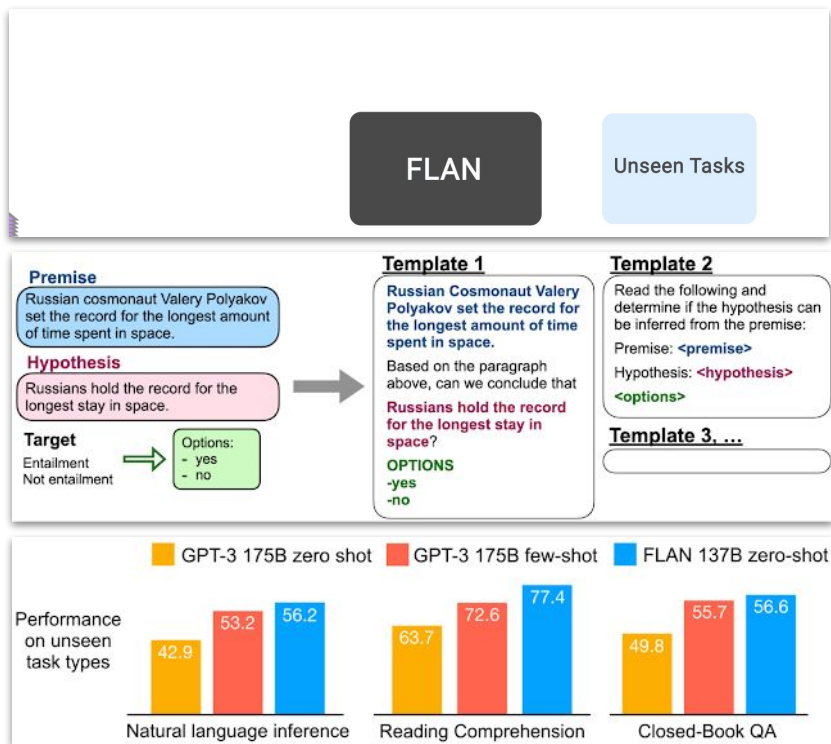 FLAN
Unseen Tasks
Premise
Russian cosmonaut Valery Polyakov
set the record for the longest amount
of time spent in space.
Hypothesis
Russians hold the record for the
longest stay in space.
Target
Entailment
Not entailment
Options:
- yes
- no
Template 1
Russian Cosmonaut Valery
Polyakov set the record for
the longest amount of time
spent in space.
Based on the paragraph
above, can we conclude that
Russians hold the record
for the longest stay in
space?
OPTIONS
-yes
-no
Template 2
Read the following and
determine if the hypothesis can
be inferred from the premise:
Premise: <premise>
Hypothesis: <hypothesis>
<options>
Template 3, ...
GPT-3 175B zero shot
GPT-3 175B few-shot
FLAN 137B zero-shot
Performance
on unseen
task types
42.9
53.2
56.2
Natural language inference
63.7
72.6
77.4
Reading Comprehension
49.8
55.7
56.6
Closed-Book QA